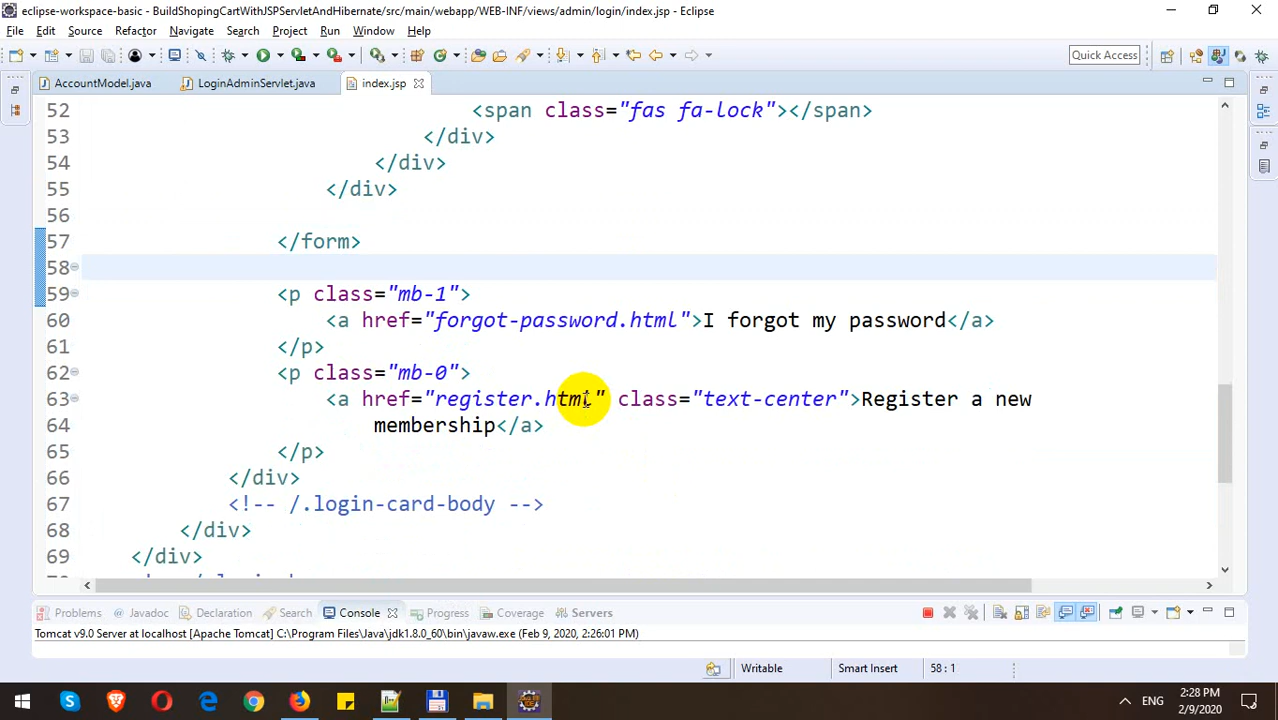 eclipse-workspace-basic - BuildShopingCartWithJSPServletAndHibernate/src/main/webapp/WEB-INF/views/admin/login/index.jsp - Eclipse
File Edit Source Refactor Navigate Search Project Run Window Help
Quick Access
AccountModel.java LoginAdminServlet.java index.jsp
52 <span class="fas fa-lock"></span>
53 </div>
54 </div>
55 </div>
56
57 </form>
58
59 <p class="mb-1">
60 <a href="forgot-password.html">I forgot my password</a>
61 </p>
62 <p class="mb-0">
63 <a href="register.html" class="text-center">Register a new
64 membership</a>
65 </p>
66 </div>
67 <!-- /.login-card-body -->
68 </div>
69 </div>
Problems Javadoc Declaration Search Console Progress Coverage Servers
Tomcat v9.0 Server at localhost [Apache Tomcat] C:\Program Files\Java\jdk1.8.0_60\bin\javaw.exe (Feb 9, 2020, 2:26:01 PM)
Writable Smart Insert 58 : 1
ENG 2:28 PM
2/9/2020